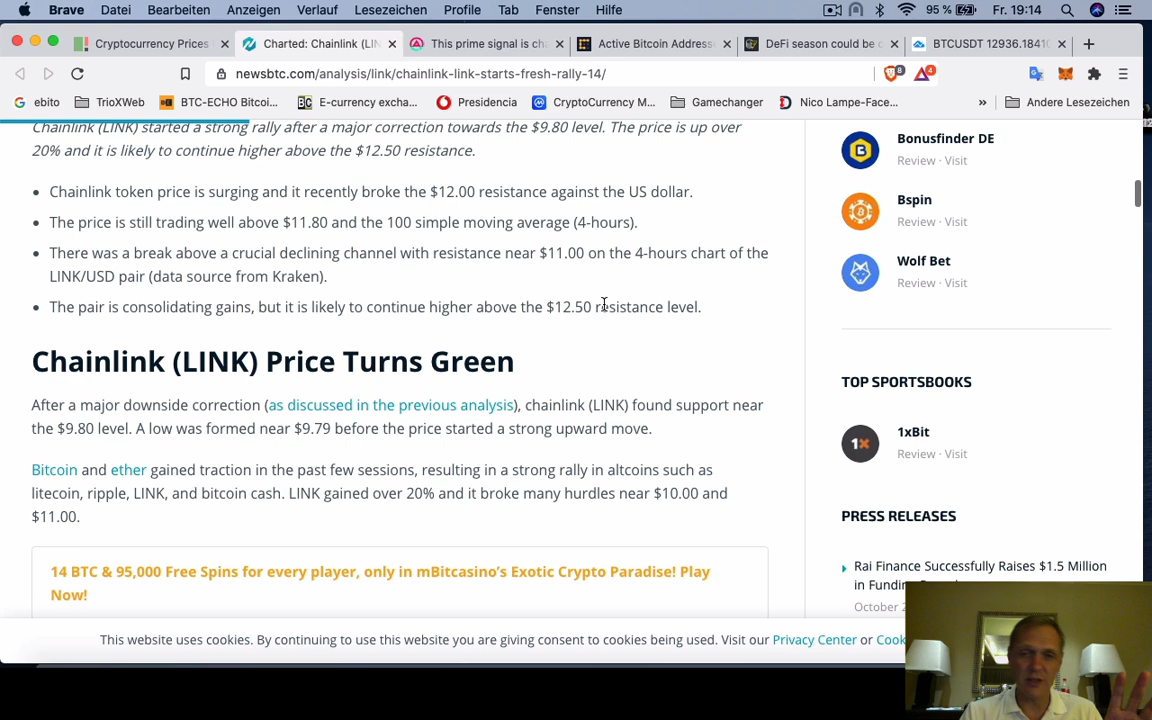 Brave Datei Bearbeiten Anzeigen Verlauf Lesezeichen Profile Tab Fenster Hilfe 95 % Fr. 19:14
Cryptocurrency Prices Charted: Chainlink (LIN This prime signal is cha Active Bitcoin Addresse DeFi season could be BTCUSDT 12936.1841
newsbtc.com/analysis/link/chainlink-link-starts-fresh-rally-14/ 8 4
ebito TrioXWeb BTC-ECHO Bitcoi... E-currency excha... Presidencia CryptoCurrency M... Gamechanger Nico Lampe-Face... » Andere Lesezeichen
Chainlink (LINK) started a strong rally after a major correction towards the $9.80 level. The price is up over
20% and it is likely to continue higher above the $12.50 resistance.
Chainlink token price is surging and it recently broke the $12.00 resistance against the US dollar.
The price is still trading well above $11.80 and the 100 simple moving average (4-hours).
There was a break above a crucial declining channel with resistance near $11.00 on the 4-hours chart of the
LINK/USD pair (data source from Kraken).
The pair is consolidating gains, but it is likely to continue higher above the $12.50 resistance level.
Chainlink (LINK) Price Turns Green
After a major downside correction (as discussed in the previous analysis), chainlink (LINK) found support near
the $9.80 level. A low was formed near $9.79 before the price started a strong upward move.
Bitcoin and ether gained traction in the past few sessions, resulting in a strong rally in altcoins such as
litecoin, ripple, LINK, and bitcoin cash. LINK gained over 20% and it broke many hurdles near $10.00 and
$11.00.
14 BTC & 95,000 Free Spins for every player, only in mBitcasino's Exotic Crypto Paradise! Play
Now!
Bonusfinder DE
Review · Visit
Bspin
Review · Visit
Wolf Bet
Review · Visit
TOP SPORTSBOOKS
1xBit
Review · Visit
PRESS RELEASES
Rai Finance Successfully Raises $1.5 Million
in Fundin
October 2
This website uses cookies. By continuing to use this website you are giving consent to cookies being used. Visit our Privacy Center or Cook